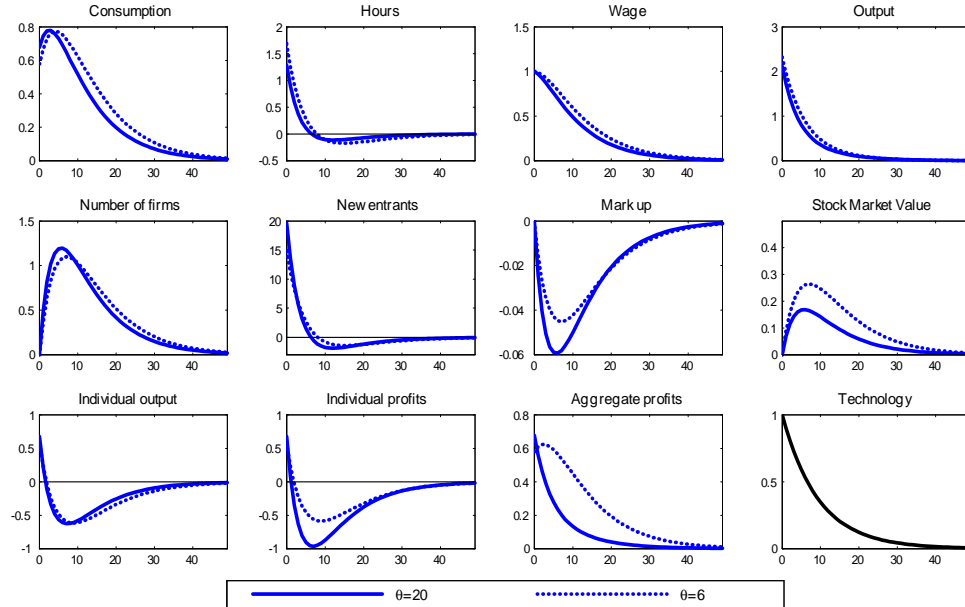 Consumption
Hours
Wage
Output
0.8
0.6
0.4
0.2
0
0 10 20 30 40
2
1.5
1
0.5
0
-0.5
0 10 20 30 40
1.5
1
0.5
0
0 10 20 30 40
3
2
1
0
0 10 20 30 40
Number of firms
New entrants
Mark up
Stock Market Value
1.5
1
0.5
0
0 10 20 30 40
20
15
10
5
0
0 10 20 30 40
0
-0.02
-0.04
-0.06
0 10 20 30 40
0.4
0.3
0.2
0.1
0
0 10 20 30 40
Individual output
Individual profits
Aggregate profits
Technology
1
0.5
0
-0.5
-1
0 10 20 30 40
1
0.5
0
-0.5
-1
0 10 20 30 40
0.8
0.6
0.4
0.2
0
0 10 20 30 40
1
0.5
0
0 10 20 30 40
θ=20
θ=6